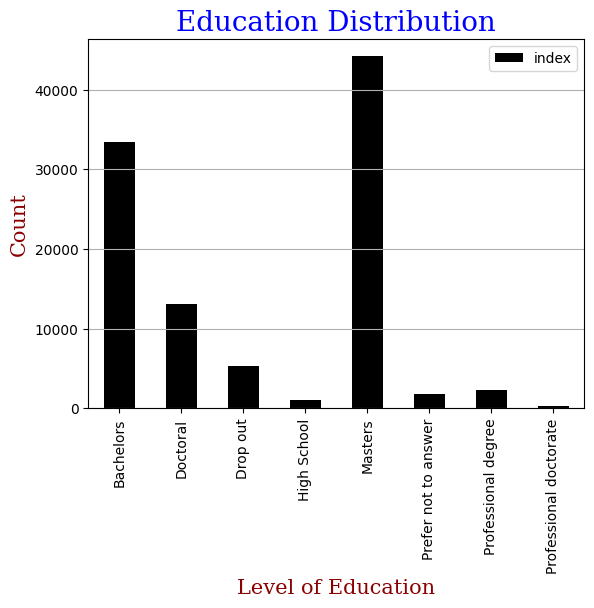 Education Distribution
index
Count
40000
30000
20000
10000
0
Bachelors
Doctoral
Drop out
High School
Masters
Prefer not to answer
Professional degree
Professional doctorate
Level of Education